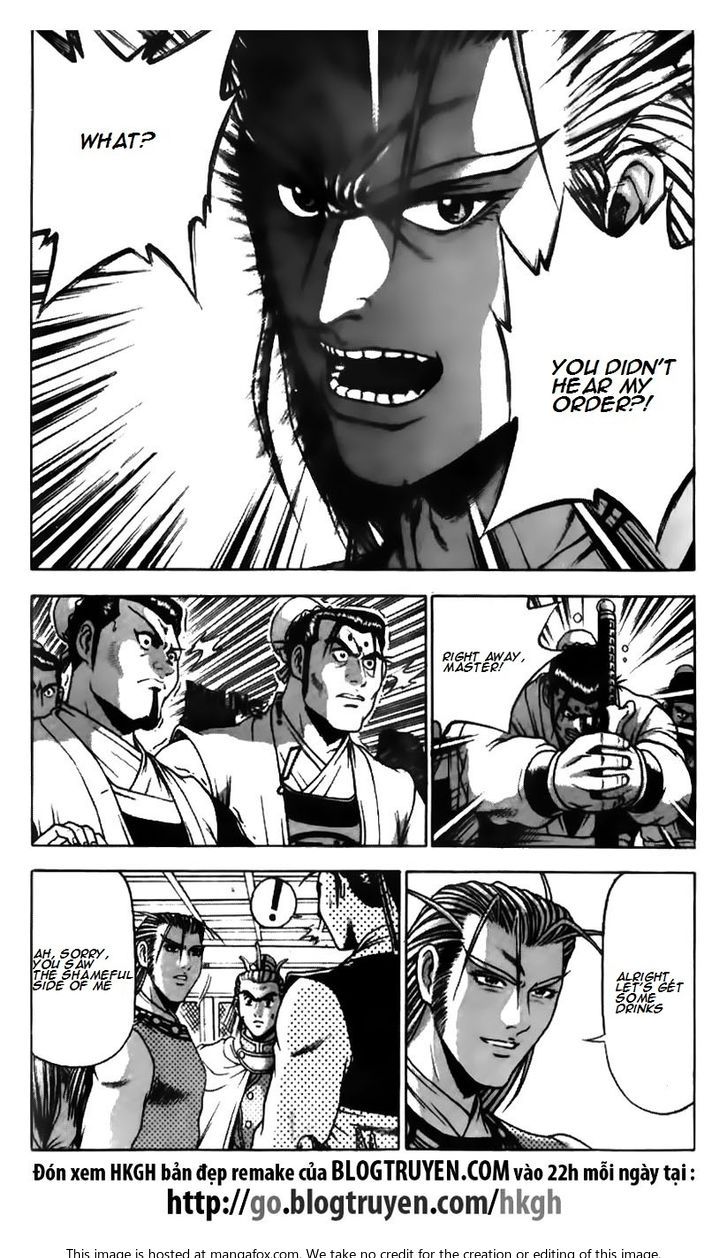 WHAT?
YOU DIDN'T
HEAR MY
ORDER?!
RIGHT AWAY,
MASTER!
!
AH, SORRY,
YOU SAW
THE SHAMEFUL
SIDE OF ME
ALRIGHT,
LET'S GET
SOME
DRINKS
Đón xem HKGH bản đẹp remake của BLOGTRUYEN.COM vào 22h mỗi ngày tại :
http://go.blogtruyen.com/hkgh
This image is hosted at mangafox.com. We take no credit for the creation or editing of this image.